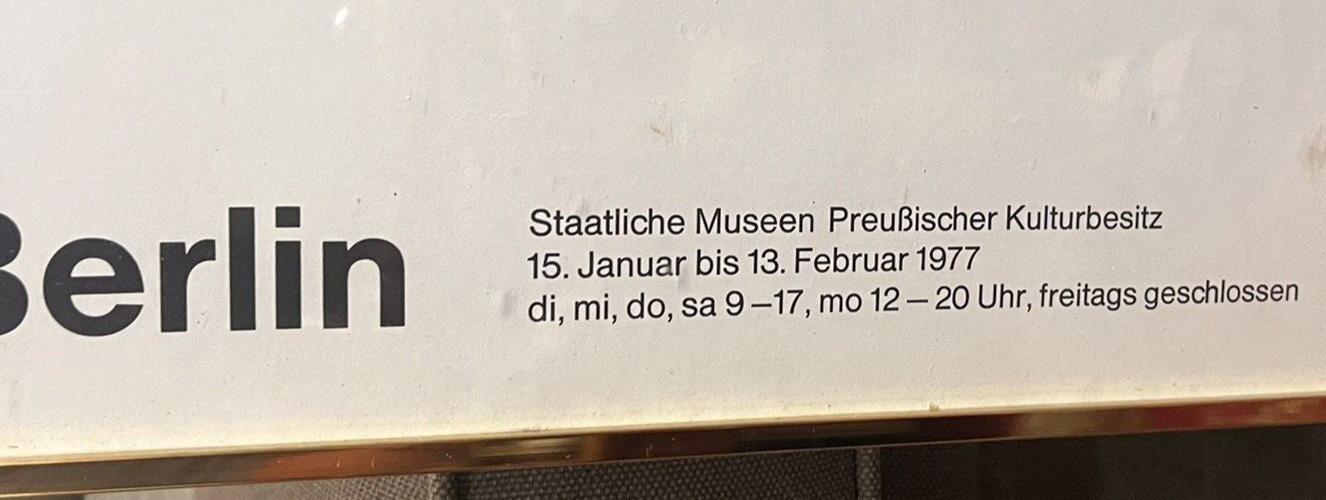 Berlin
Staatliche Museen Preußischer Kulturbesitz
15. Januar bis 13. Februar 1977
di, mi, do, sa 9–17, mo 12 – 20 Uhr, freitags geschlossen